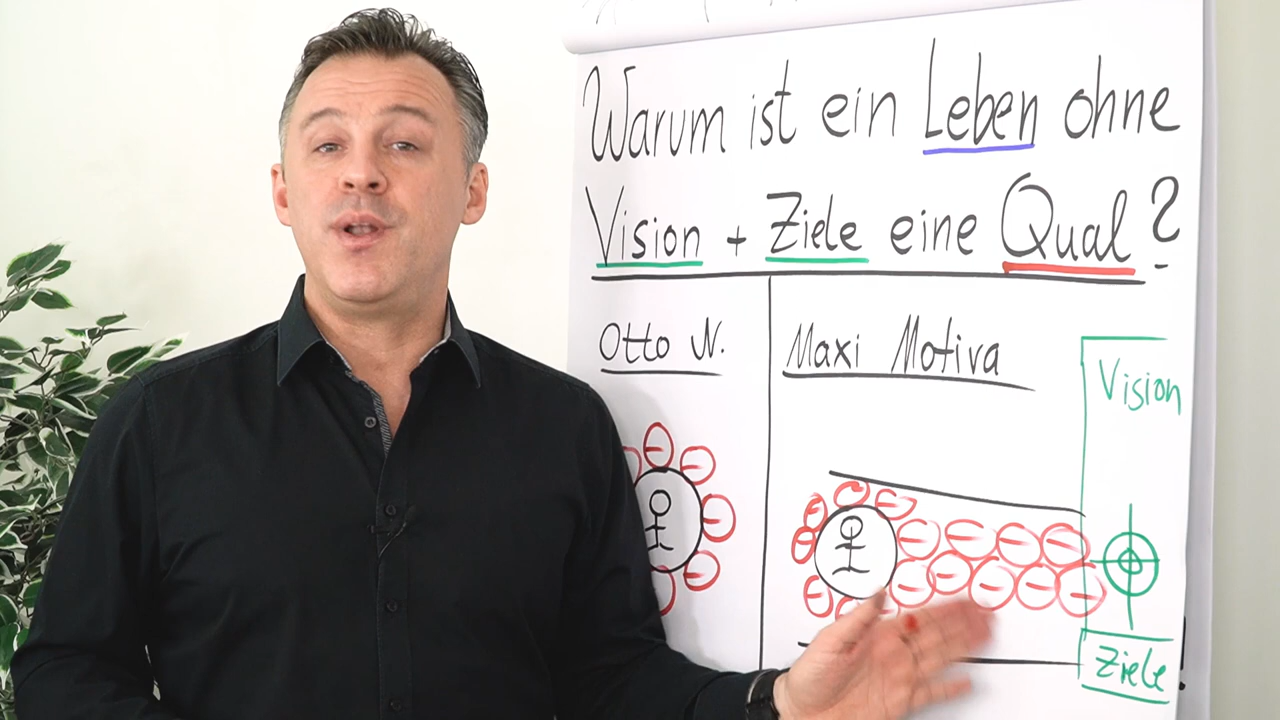 Warum ist ein Leben ohne
Vision + Ziele eine Qual?
Otto N.
Maxi Motiva
Vision
Ziele